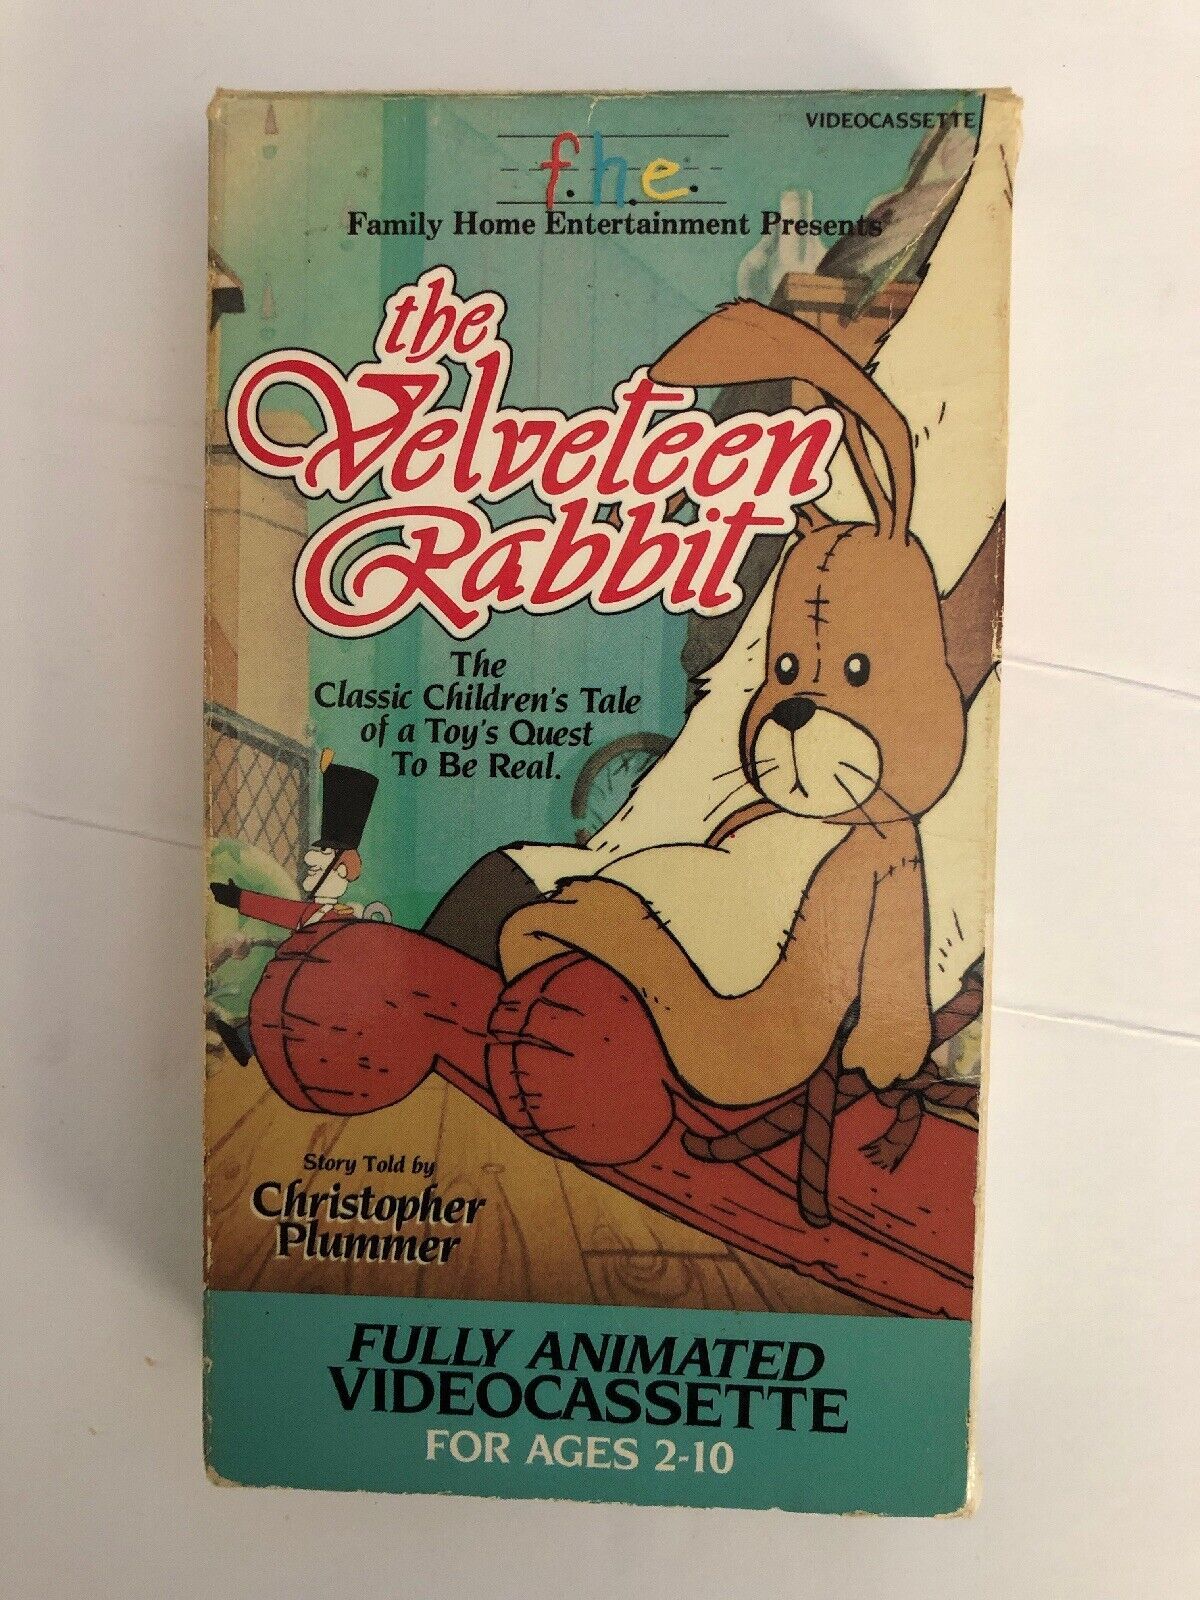 VIDEOCASSETTE
f.h.e.
Family Home Entertainment Presents
the
Velveteen
Rabbit
The
Classic Children's Tale
of a Toy's Quest
To Be Real.
Story Told by
Christopher
Plummer
FULLY ANIMATED
VIDEOCASSETTE
FOR AGES 2-10